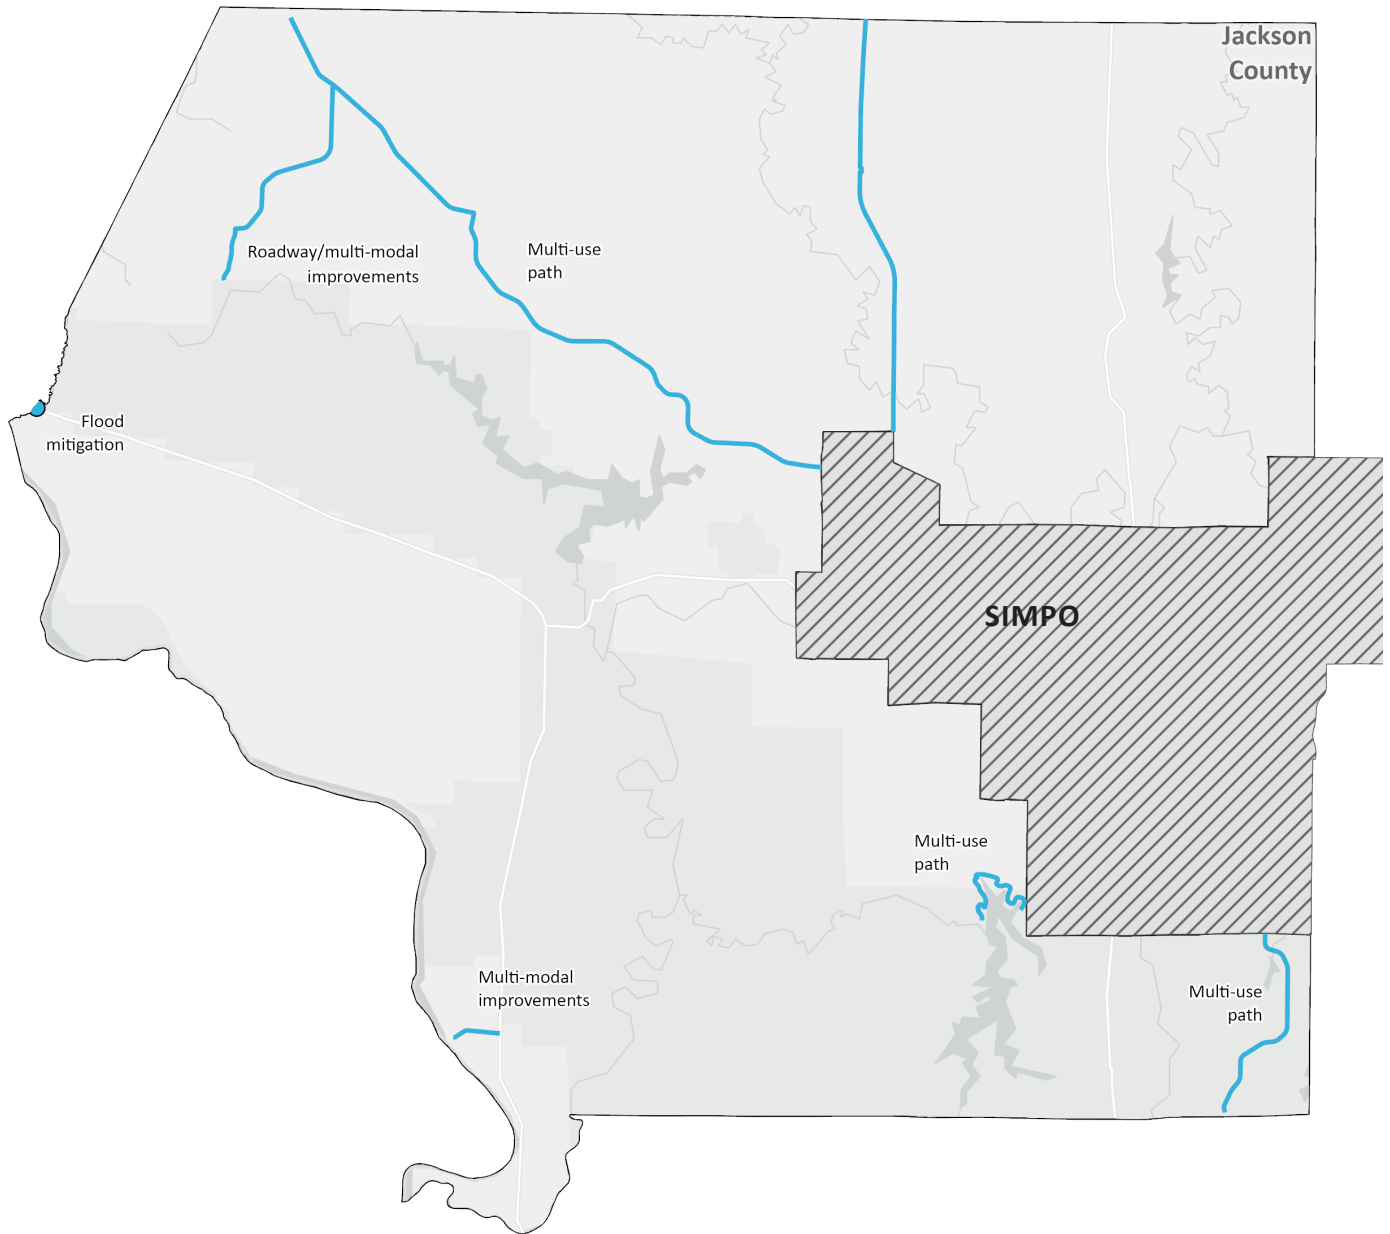 Jackson
County
Roadway/multi-modal
improvements
Multi-use
path
Flood
mitigation
SIMPO
Multi-use
path
Multi-modal
improvements
Multi-use
path